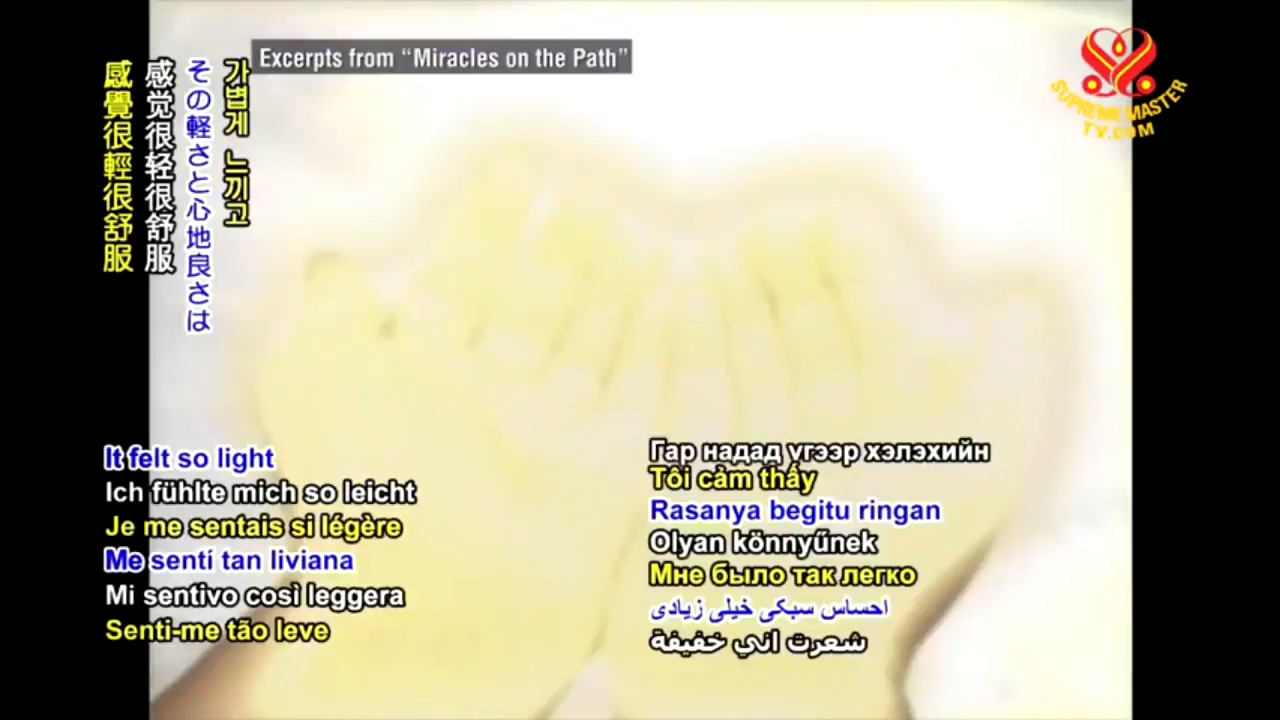 Excerpts from “Miracles on the Path”
SUPREME MASTER
TV.COM
感覺很輕很舒服
感觉很轻很舒服
その軽さと心地良さは
가볍게 느끼고
It felt so light
Ich fühlte mich so leicht
Je me sentais si légère
Me sentí tan liviana
Mi sentivo così leggera
Senti-me tão leve
Гар надад үгээр хэлэхийн
Tôi cảm thấy
Rasanya begitu ringan
Olyan könnyűnek
Мне было так легко
احساس سبکی خیلی زیادی
شعرت اني خفيفة